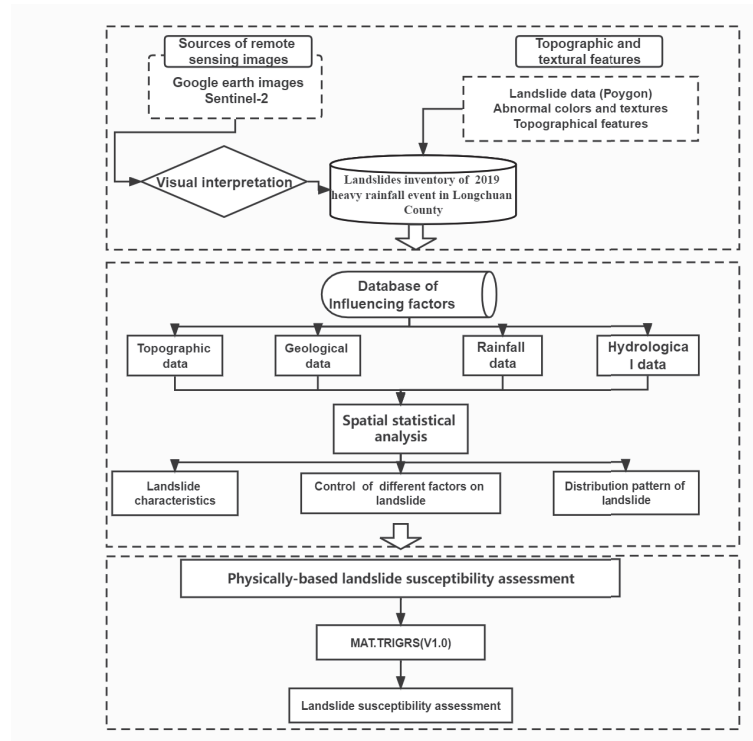 Sources of remote
sensing images
Google earth images
Sentinel-2
Topographic and
textural features
Landslide data (Poygon)
Abnormal colors and textures
Topographical features
Visual interpretation
Landslides inventory of 2019
heavy rainfall event in Longchuan
County
Database of
Influencing factors
Topographic
data
Geological
data
Rainfall
data
Hydrologica
l data
Spatial statistical
analysis
Landslide
characteristics
Control of different factors on
landslide
Distribution pattern of
landslide
Physically-based landslide susceptibility assessment
MAT.TRIGRS(V1.0)
Landslide susceptibility assessment